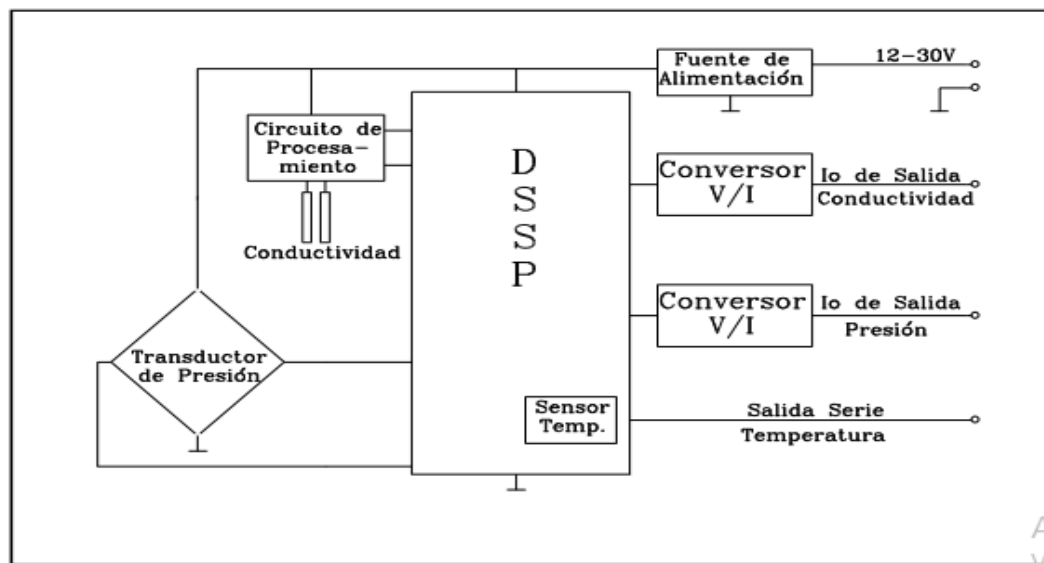 Fuente de
Alimentación
12-30V
Circuito de
Procesa-
miento
Conductividad
D
S
S
P
Conversor
V/I
Io de Salida
Conductividad
Conversor
V/I
Io de Salida
Presión
Transductor
de Presión
Sensor
Temp.
Salida Serie
Temperatura